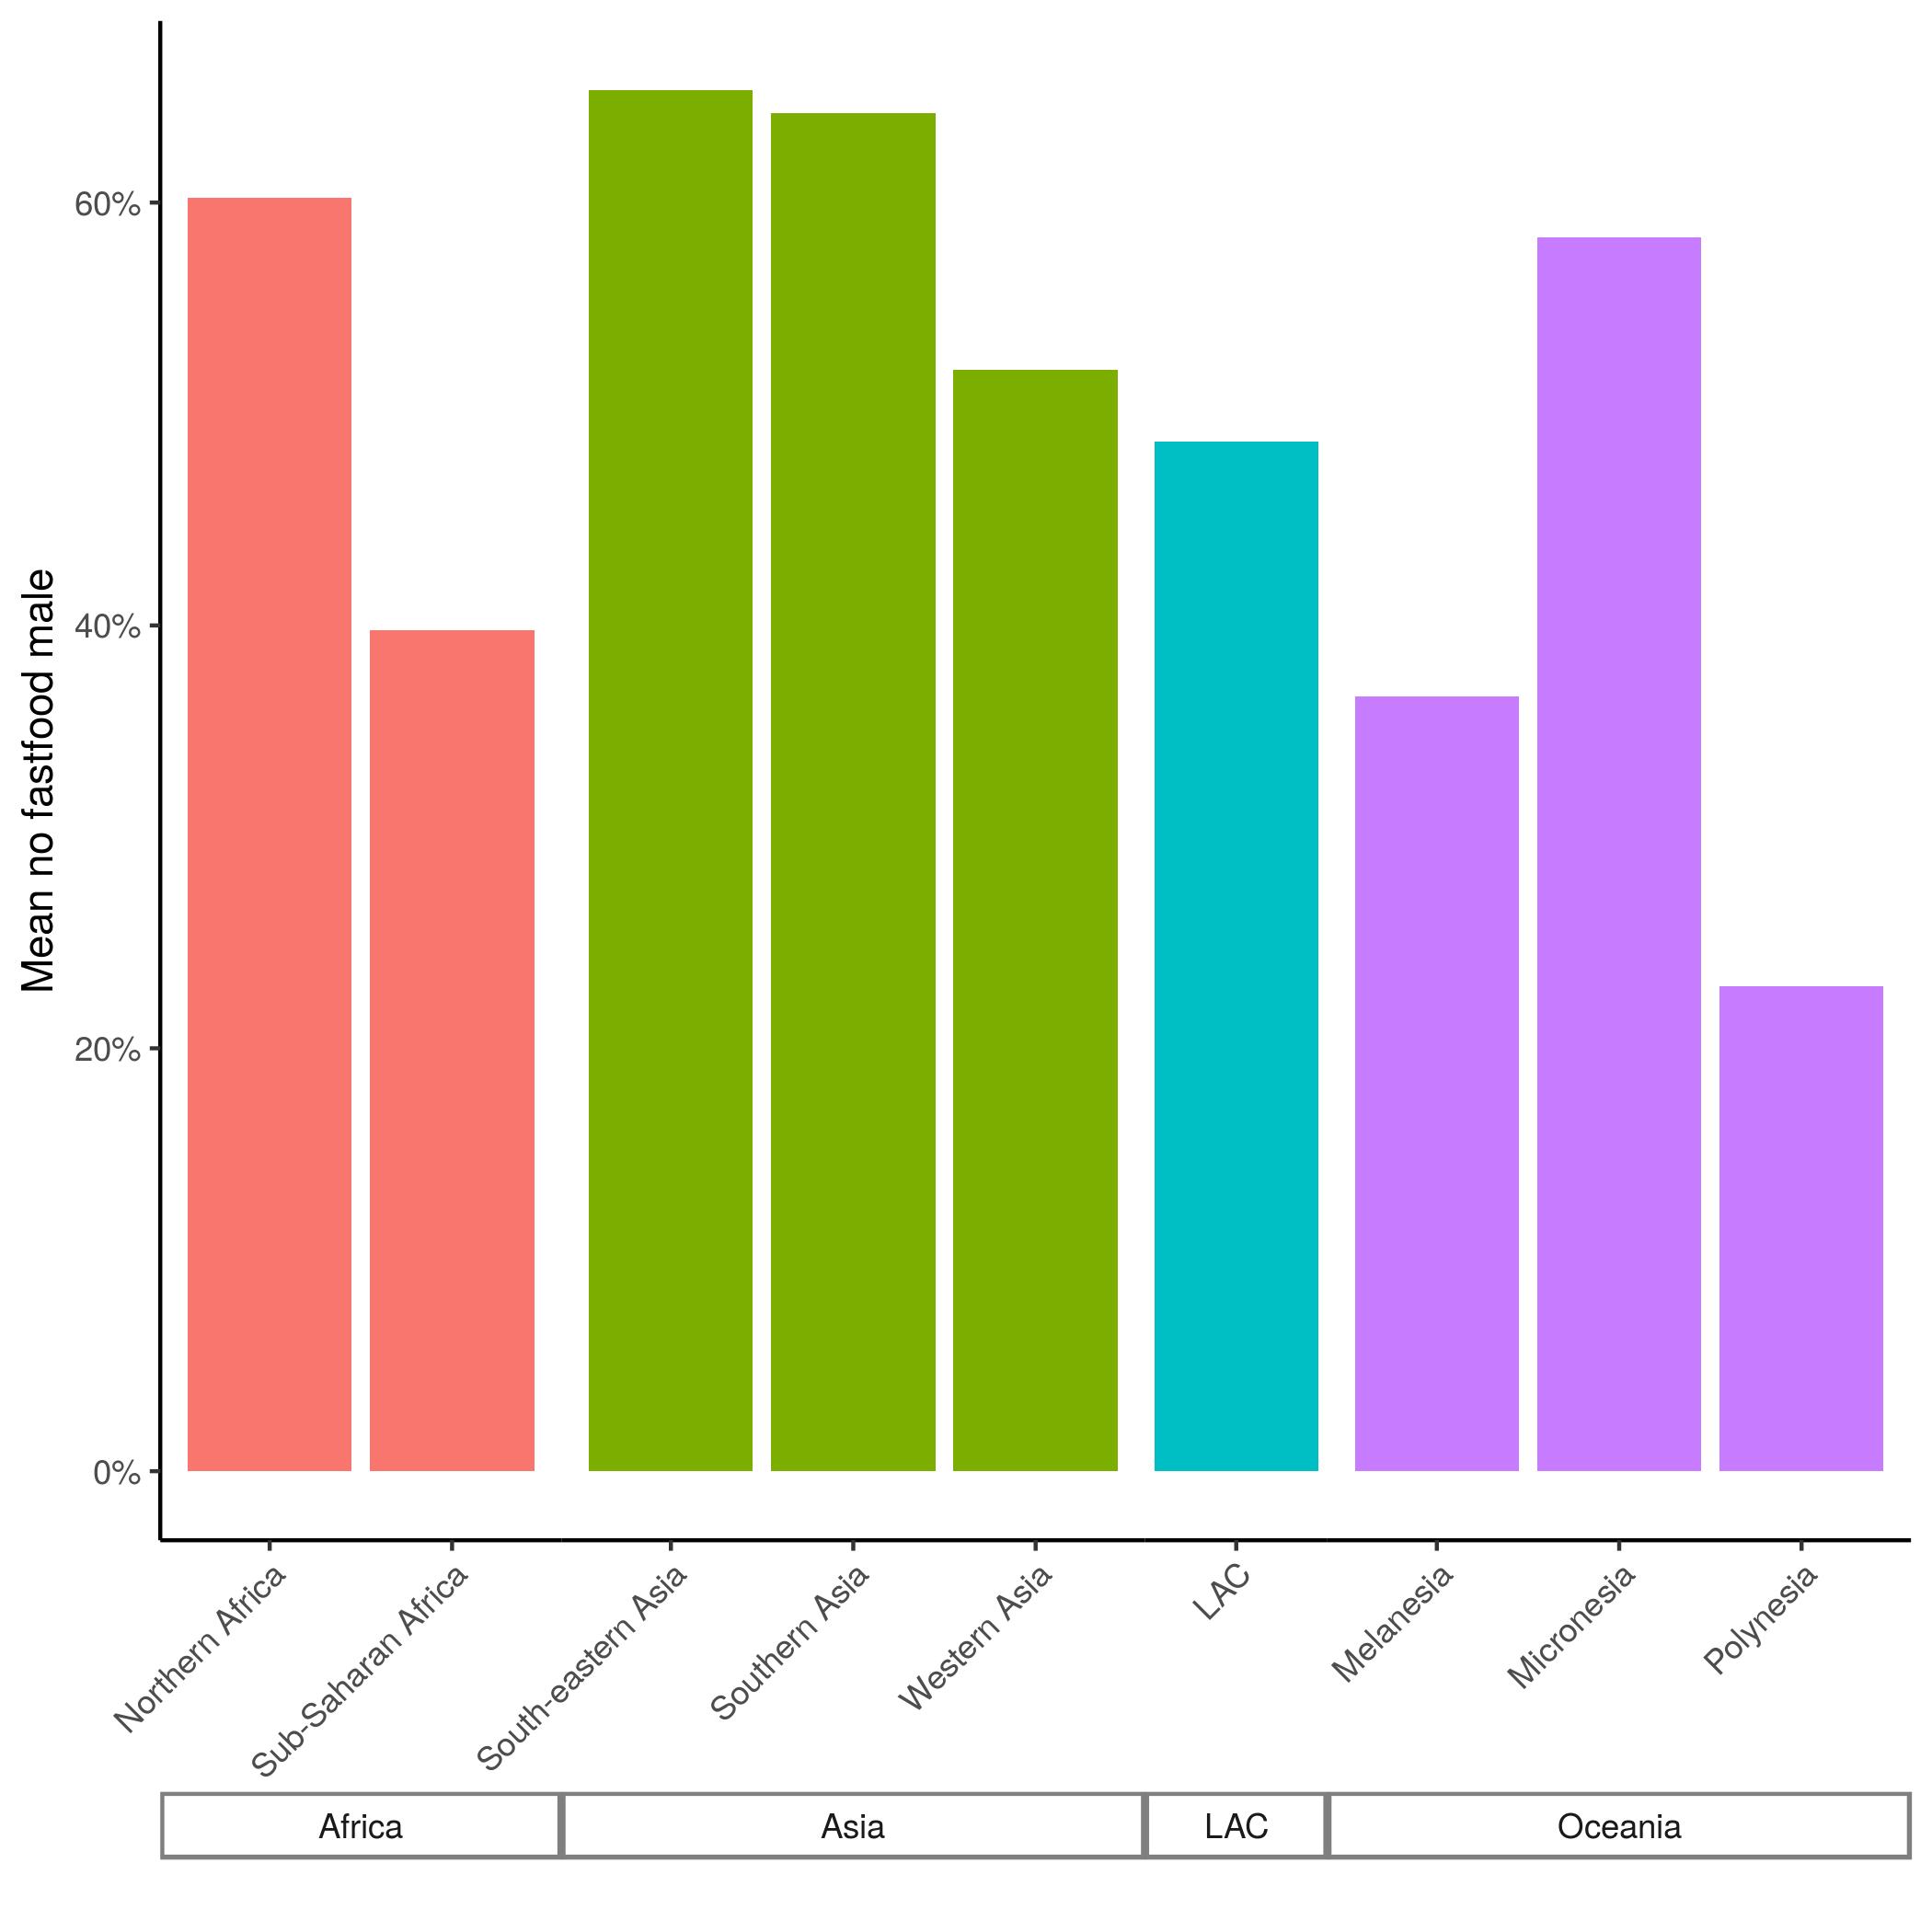 Mean no fastfood male
60%
40%
20%
0%
Northern Africa
Sub-Saharan Africa
South-eastern Asia
Southern Asia
Western Asia
LAC
Melanesia
Micronesia
Polynesia
Africa
Asia
LAC
Oceania